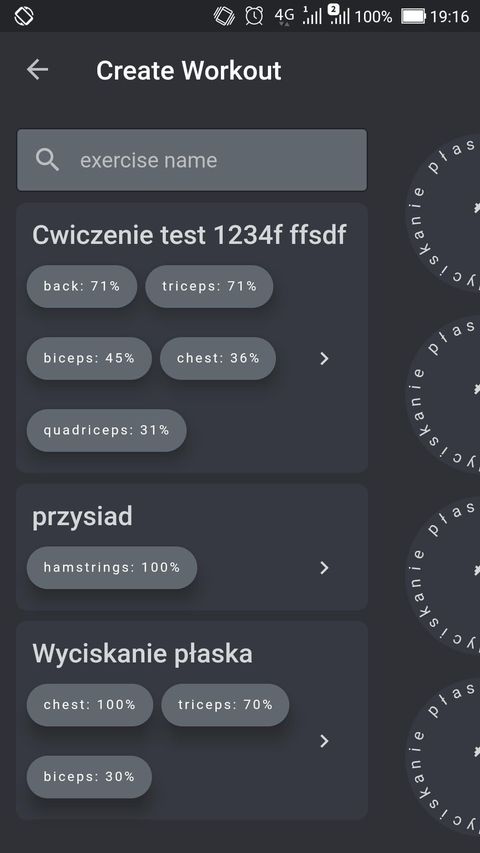 4G 1 2 100% 19:16
Create Workout
exercise name
Cwiczenie test 1234f ffsdf
back: 71% triceps: 71%
biceps: 45% chest: 36%
quadriceps: 31%
przysiad
hamstrings: 100%
Wyciskanie płaska
chest: 100% triceps: 70%
biceps: 30%
yciskanie płas
yciskanie płas
yciskanie płas
yciskanie płas